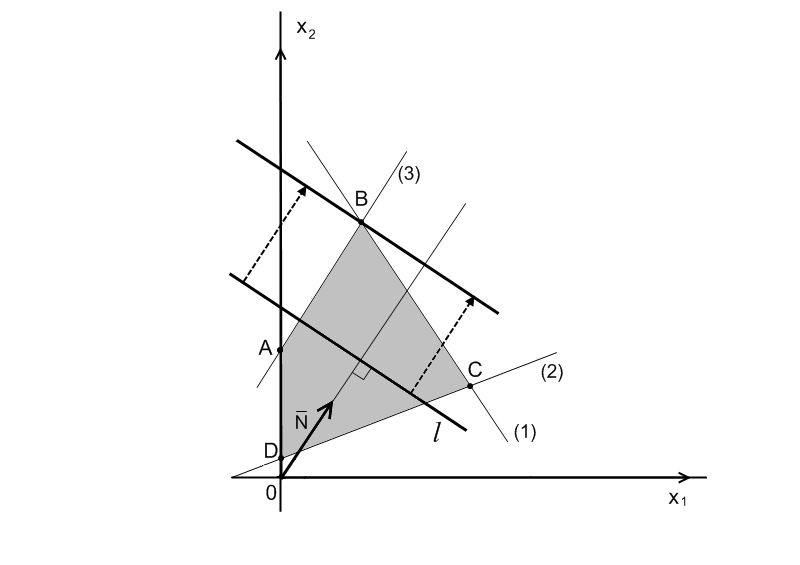 x₂
B
(3)
A
C
(2)
N̅
l
(1)
D
0
x₁